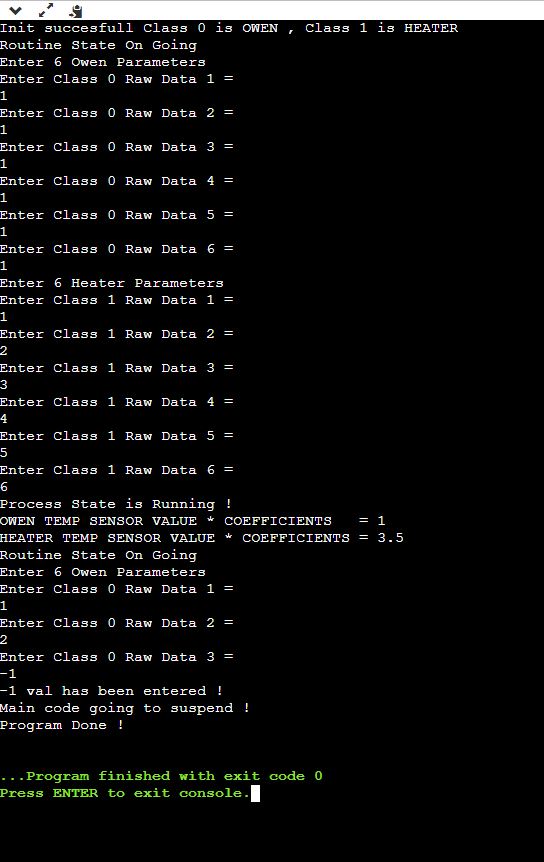 Init succesfull Class 0 is OWEN , Class 1 is HEATER
Routine State On Going
Enter 6 Owen Parameters
Enter Class 0 Raw Data 1 =
1
Enter Class 0 Raw Data 2 =
1
Enter Class 0 Raw Data 3 =
1
Enter Class 0 Raw Data 4 =
1
Enter Class 0 Raw Data 5 =
1
Enter Class 0 Raw Data 6 =
1
Enter 6 Heater Parameters
Enter Class 1 Raw Data 1 =
1
Enter Class 1 Raw Data 2 =
2
Enter Class 1 Raw Data 3 =
3
Enter Class 1 Raw Data 4 =
4
Enter Class 1 Raw Data 5 =
5
Enter Class 1 Raw Data 6 =
6
Process State is Running !
OWEN TEMP SENSOR VALUE * COEFFICIENTS   = 1
HEATER TEMP SENSOR VALUE * COEFFICIENTS = 3.5
Routine State On Going
Enter 6 Owen Parameters
Enter Class 0 Raw Data 1 =
1
Enter Class 0 Raw Data 2 =
2
Enter Class 0 Raw Data 3 =
-1
-1 val has been entered !
Main code going to suspend !
Program Done !
...Program finished with exit code 0
Press ENTER to exit console.